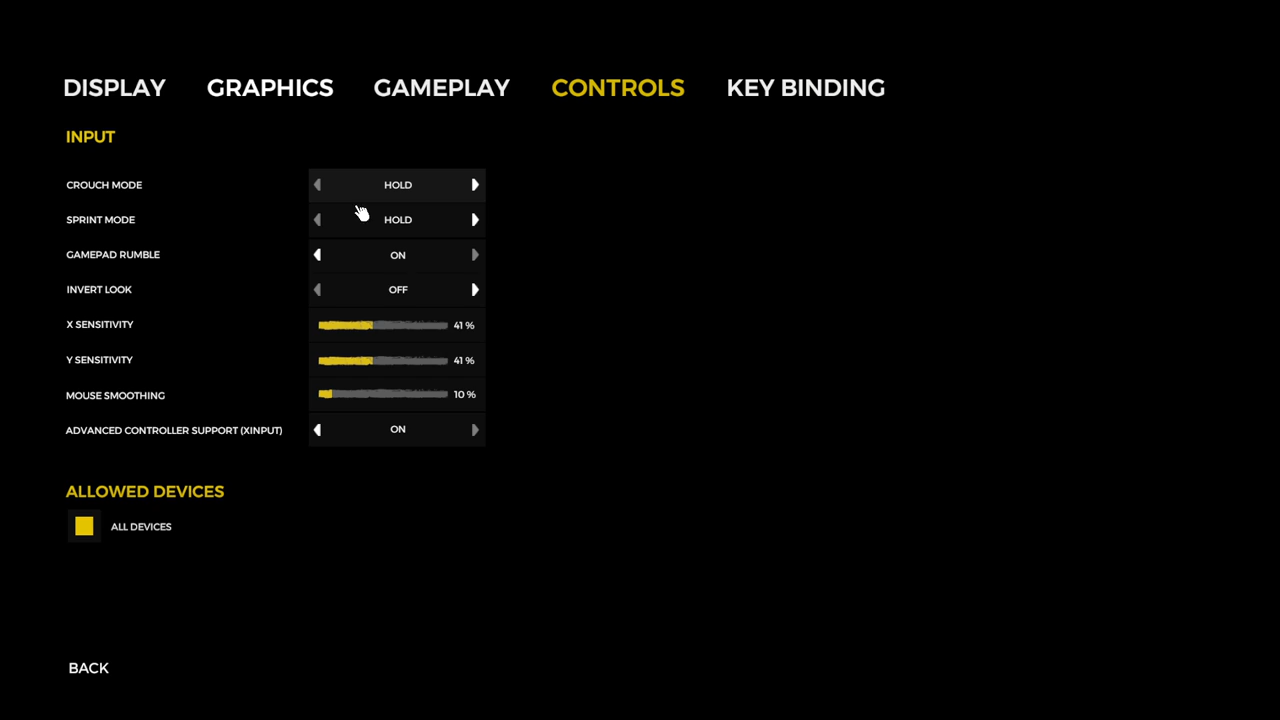 DISPLAY GRAPHICS GAMEPLAY CONTROLS KEY BINDING
INPUT
CROUCH MODE HOLD
SPRINT MODE HOLD
GAMEPAD RUMBLE ON
INVERT LOOK OFF
X SENSITIVITY 41 %
Y SENSITIVITY 41 %
MOUSE SMOOTHING 10 %
ADVANCED CONTROLLER SUPPORT (XINPUT) ON
ALLOWED DEVICES
ALL DEVICES
BACK